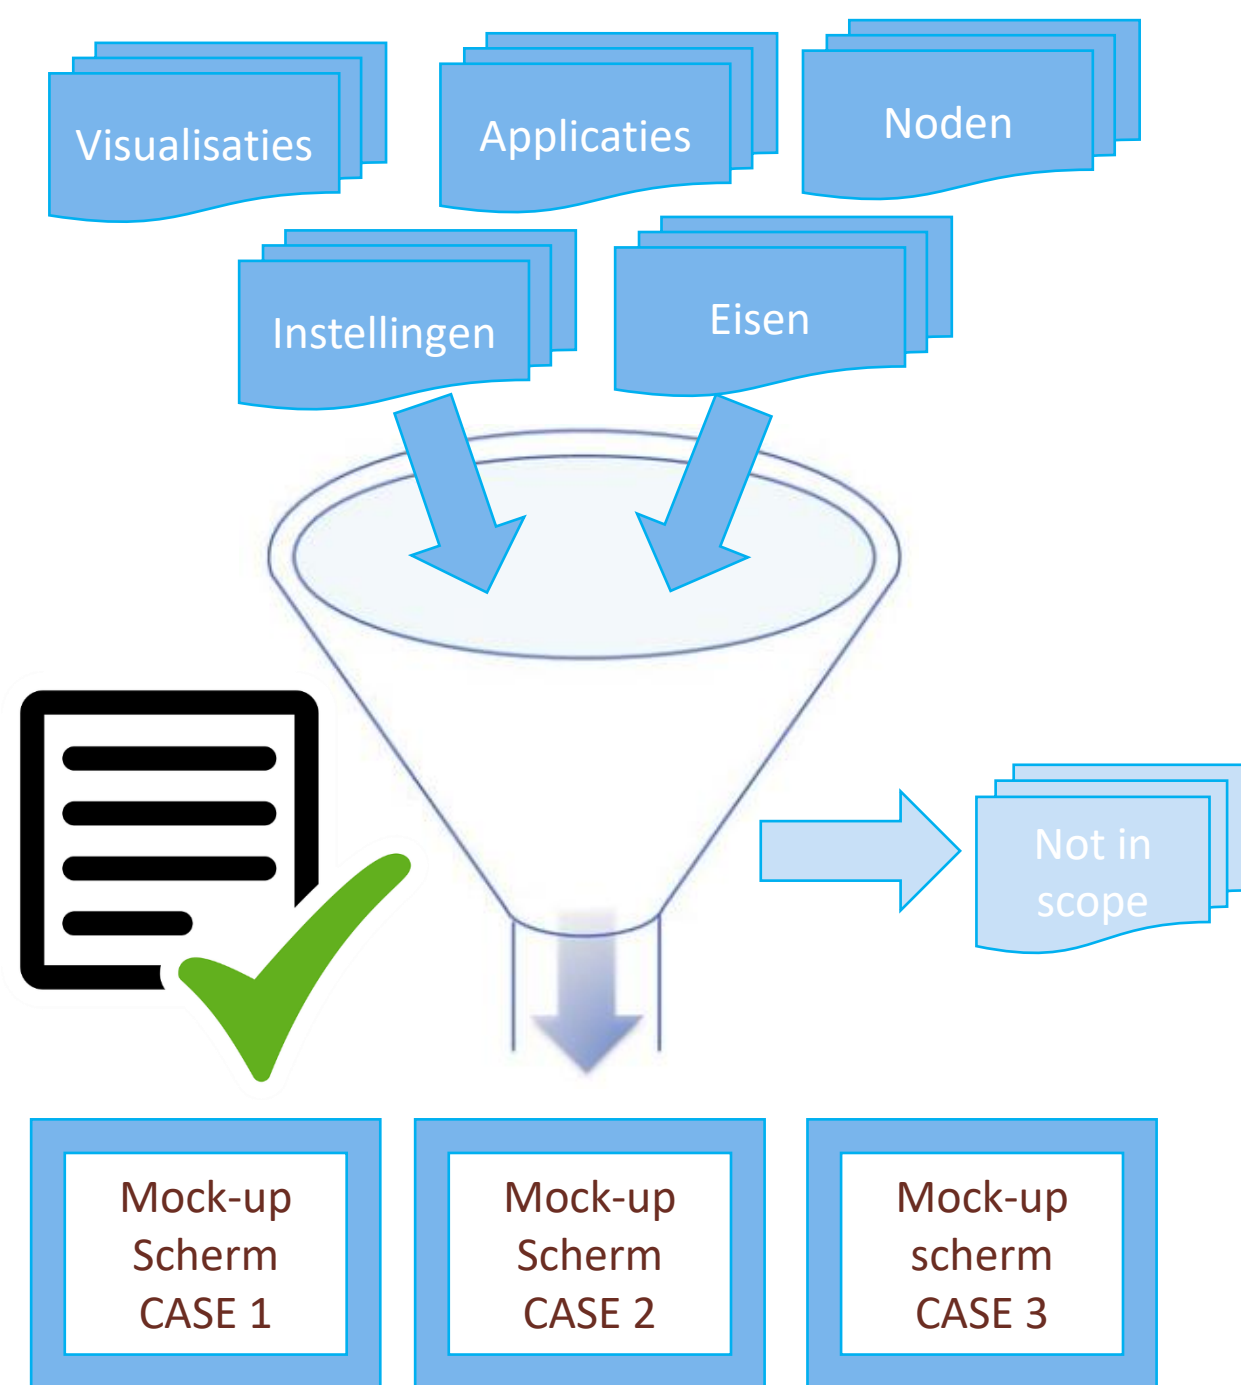 Visualisaties
Applicaties
Noden
Instellingen
Eisen
Not in
scope
Mock-up
Scherm
CASE 1
Mock-up
Scherm
CASE 2
Mock-up
scherm
CASE 3